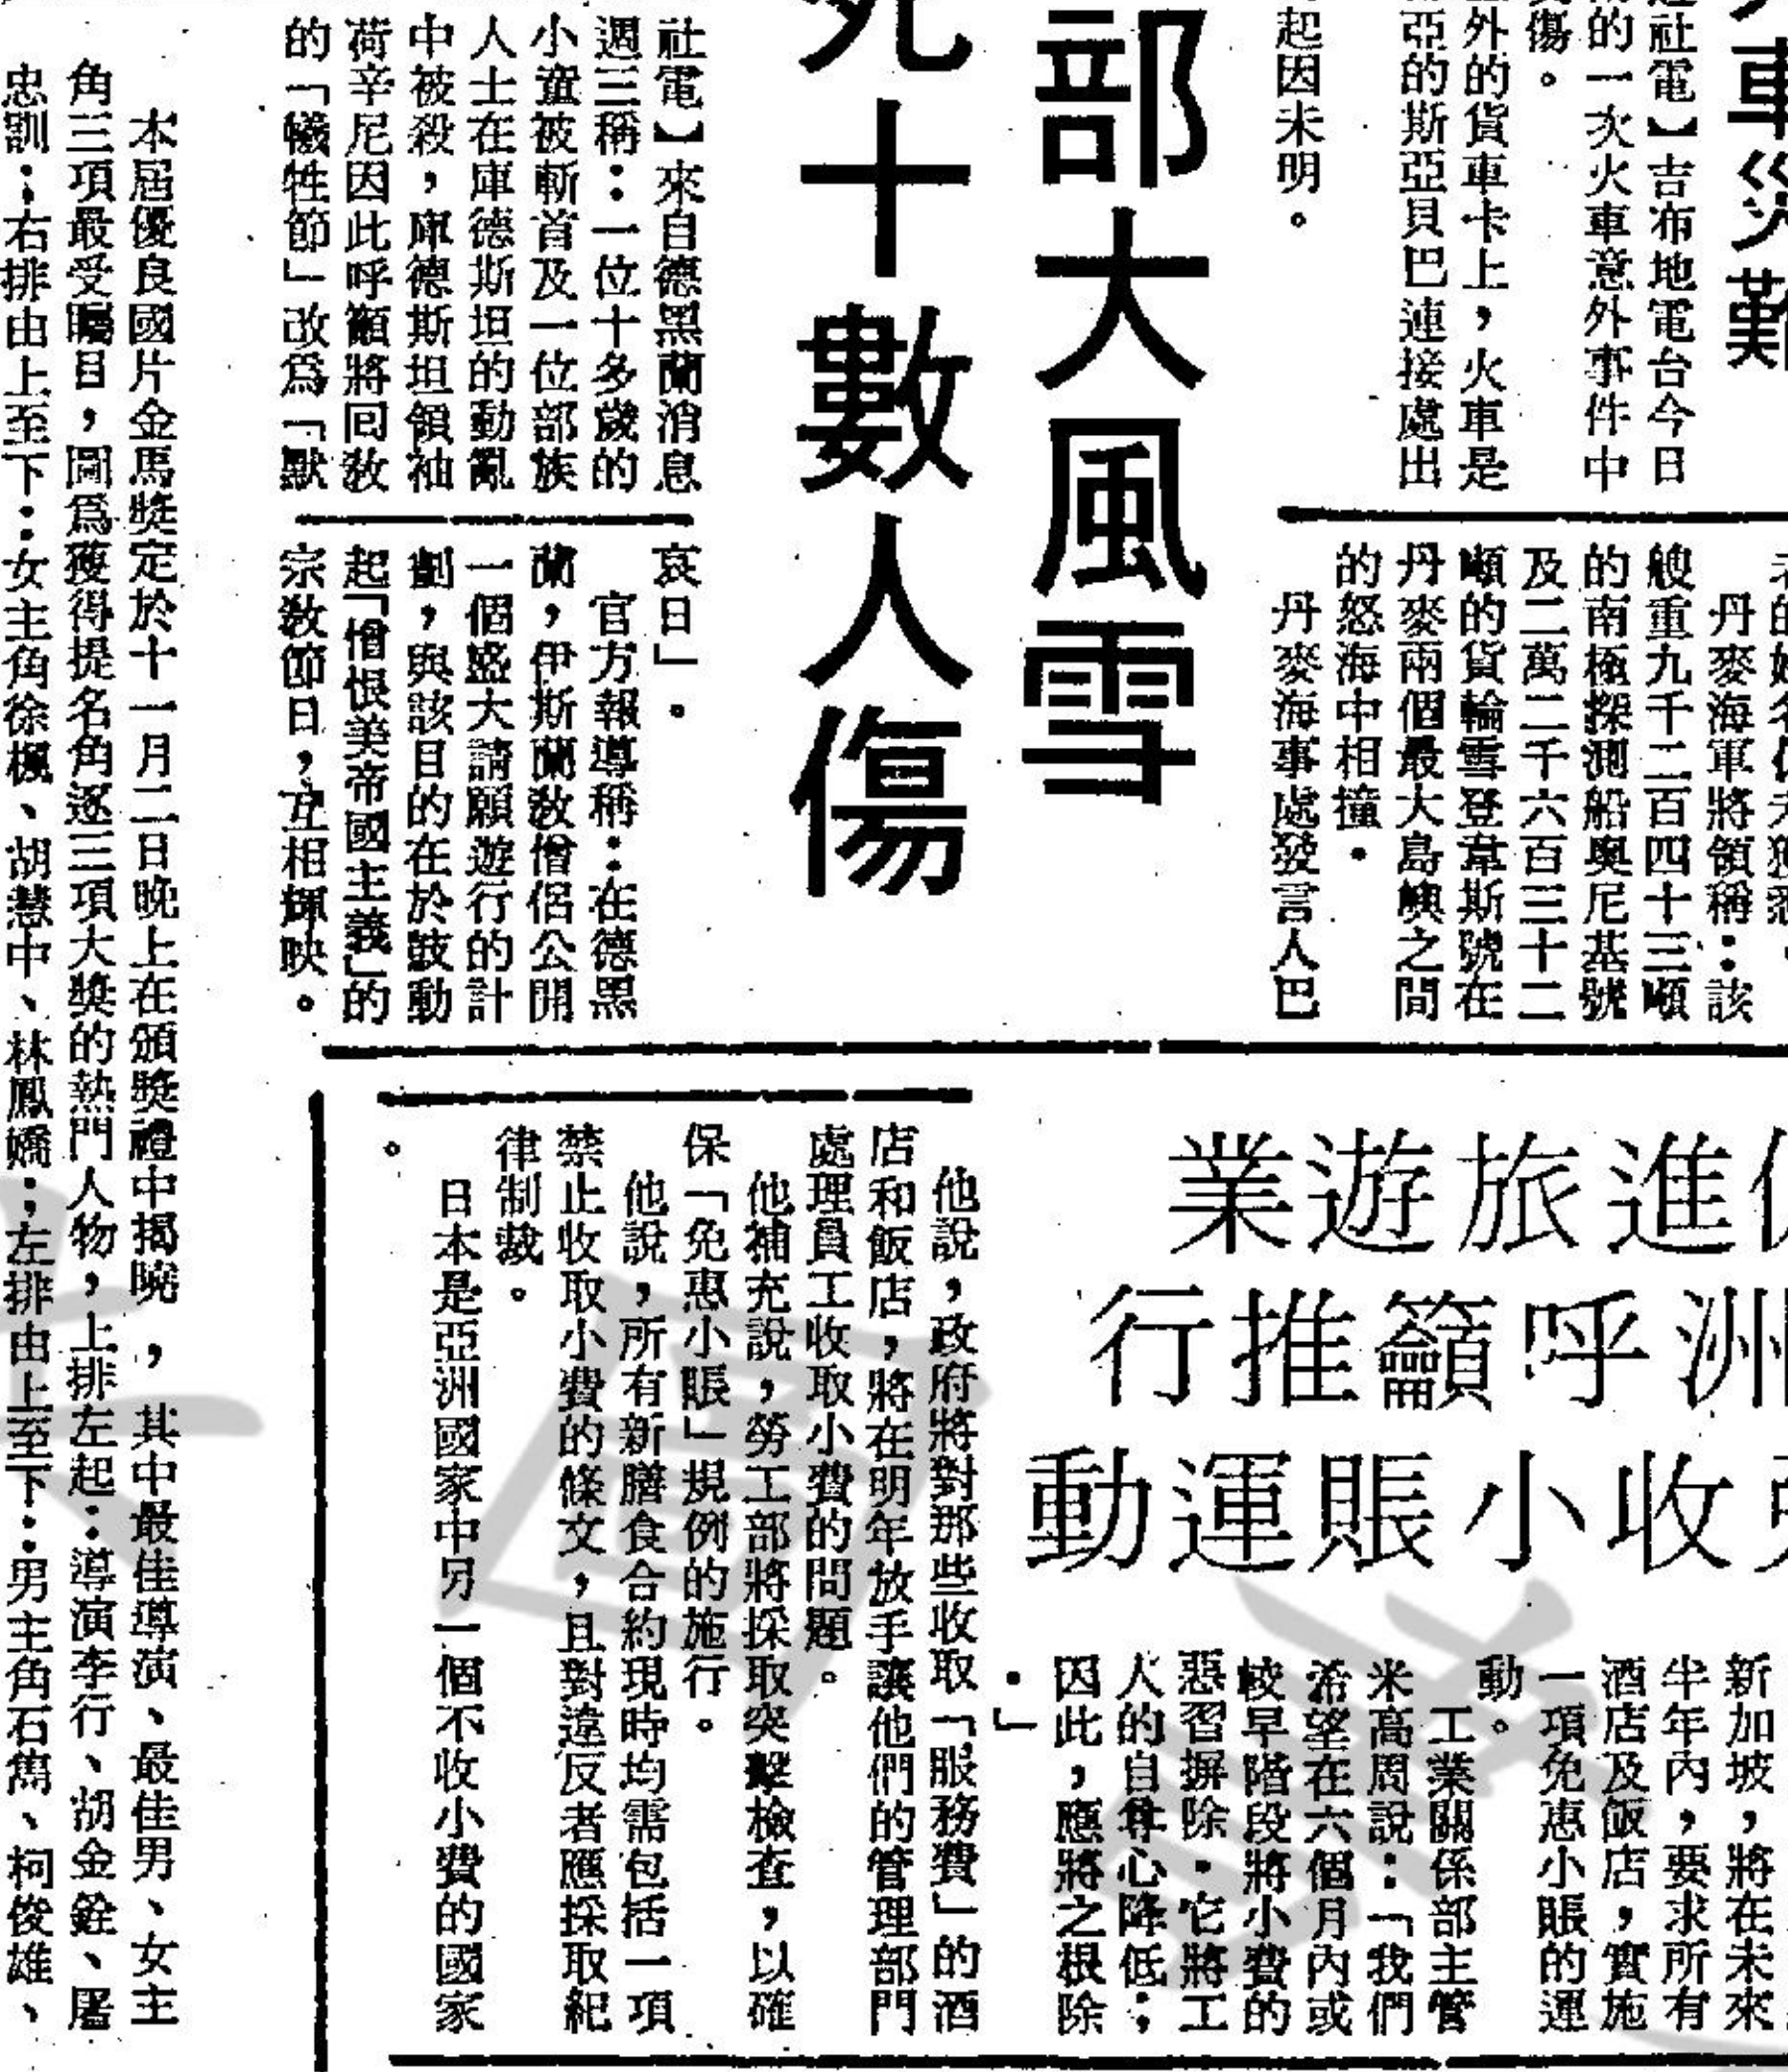 車災難
社電】吉布地電台今日
的一次火車意外事件中
傷。
外的貨車卡上，火車是
亞的斯亞貝巴連接處出
起因未明。
丹麥海軍將領稱：該
艘重九千二百四十三噸
的南極探測船奧尼基號
及二萬二千六百三十二
噸的貨輪雪登韋斯號在
丹麥兩個最大島嶼之間
的怒海中相撞．
丹麥海事處發言人巴
部大風雪
死十數人傷
社電】來自德黑蘭消息
週三稱：一位十多歲的
小童被斬首及一位部族
人士在庫德斯坦的動亂
中被殺，庫德斯坦領袖
荷辛尼因此呼籲將回敎
的「犧牲節」改爲「默
哀日」。
官方報導稱：在德黑
蘭，伊斯蘭敎僧侶公開
一個盛大請願遊行的計
劃，與該目的在於鼓動
起「憎恨美帝國主義」的
宗敎節日，互相輝映。
業遊旅進
行推籲呼洲
動運賬小收
新加坡，將在未來
半年內，要求所有
酒店及飯店，實施
一項免惠小賬的運
動。
工業關係部主管
米高周說：「我們
希望在六個月內或
較早階段將小費的
惡習摒除．它將工
人的自尊心降低；
因此，應將之根除
．」
他說，政府將對那些收取「服務費」的酒
店和飯店，將在明年放手讓他們的管理部門
處理員工收取小費的問題。
他補充說，勞工部將採取突擊檢查，以確
保「免惠小賬」規例的施行。
他說，所有新膳食合約現時均需包括一項
禁止收取小費的條文，且對違反者應採取紀
律制裁。
日本是亞洲國家中另一個不收小費的國家
。
本屆優良國片金馬獎定於十一月二日晚上在頒獎禮中揭曉，其中最佳導演、最佳男、女主
角三項最受矚目，圖爲獲得提名角逐三項大獎的熱門人物，上排左起：導演李行、胡金銓、屠
忠訓；右排由上至下：女主角徐楓、胡慧中、林鳳嬌；左排由上至下：男主角石雋、柯俊雄、